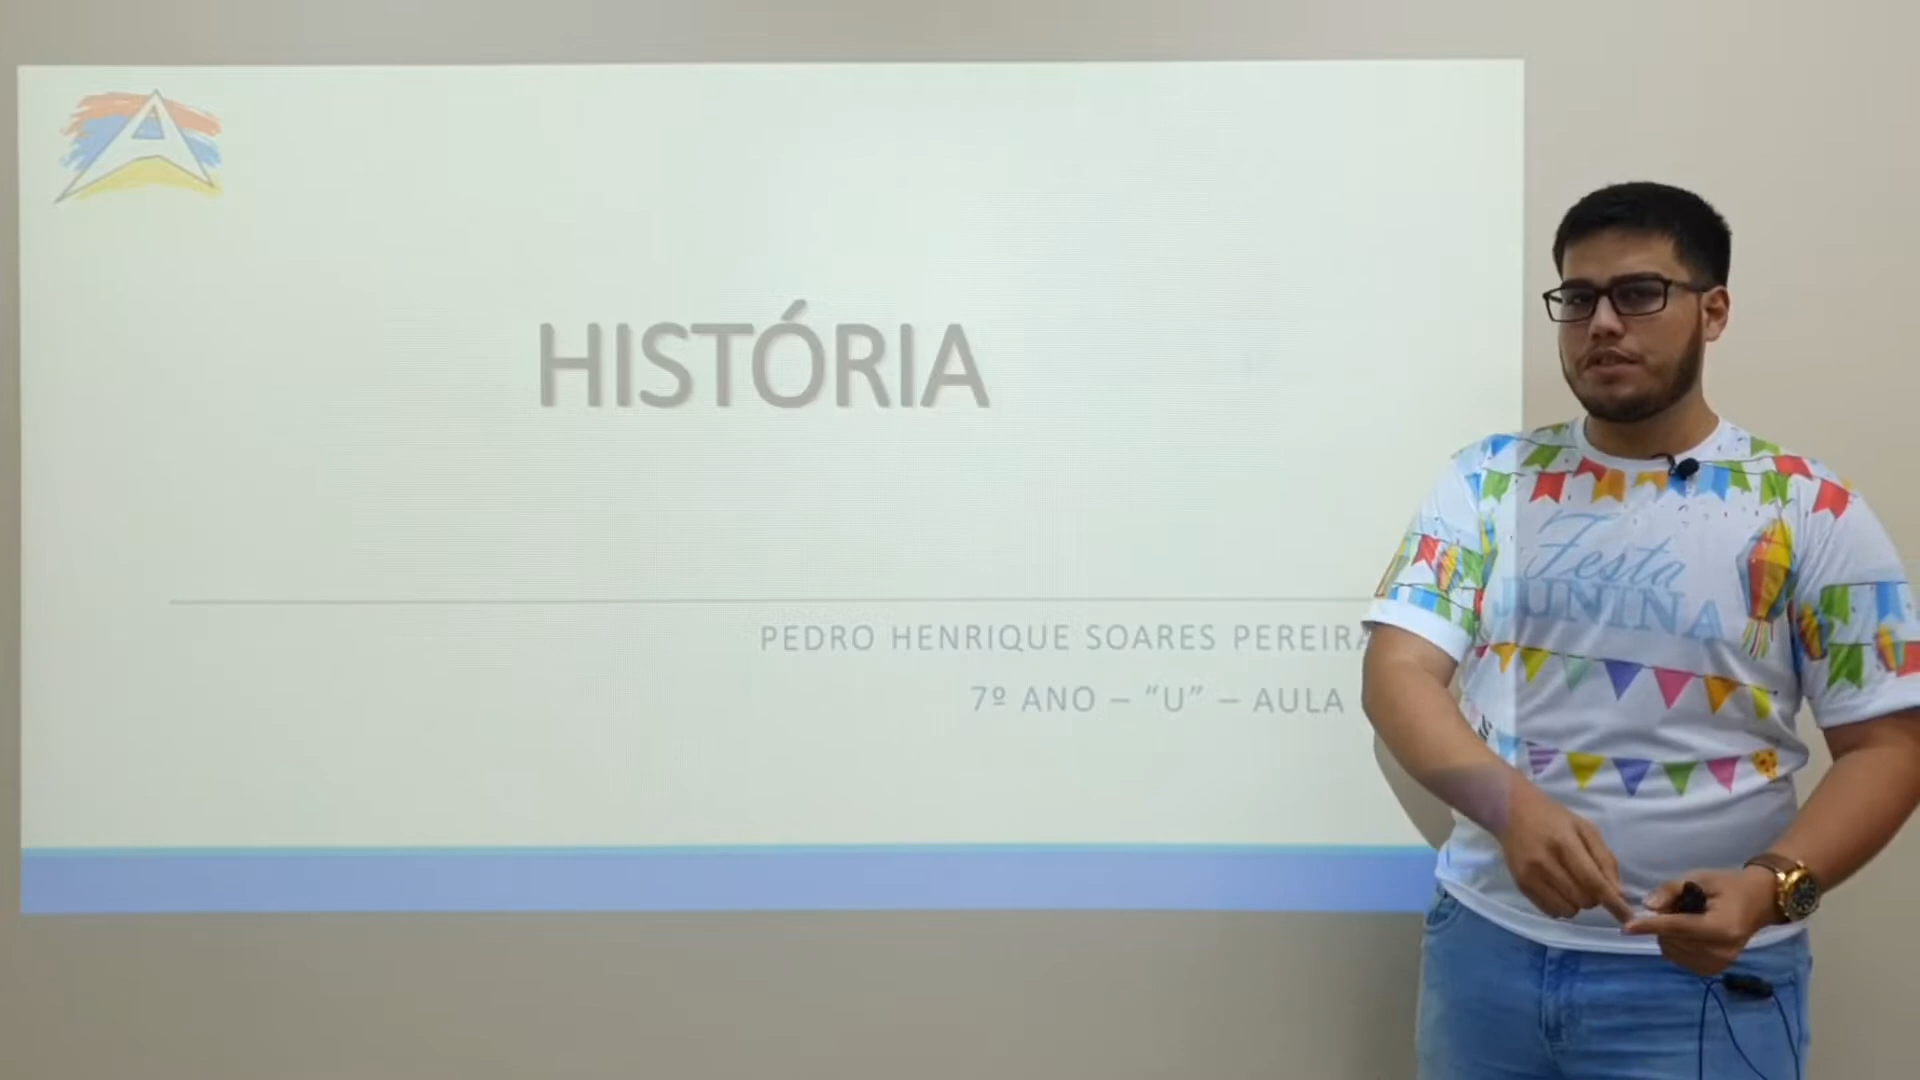 HISTÓRIA
PEDRO HENRIQUE SOARES PEREIRA
7º ANO – “U” – AULA
Festa
JUNINA